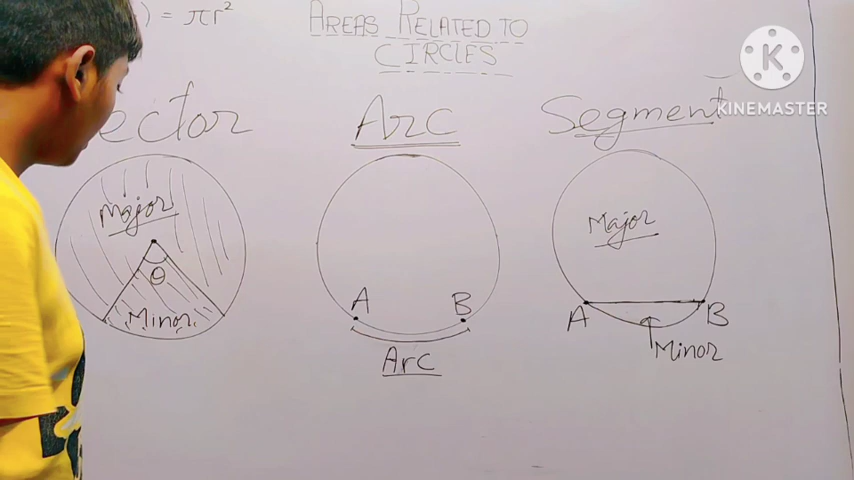 ) = πr²
AREAS RELATED TO
CIRCLES
ector
Arc
Segment
KINEMASTER
Major
θ
Minor
A
B
Arc
Major
A
B
Minor